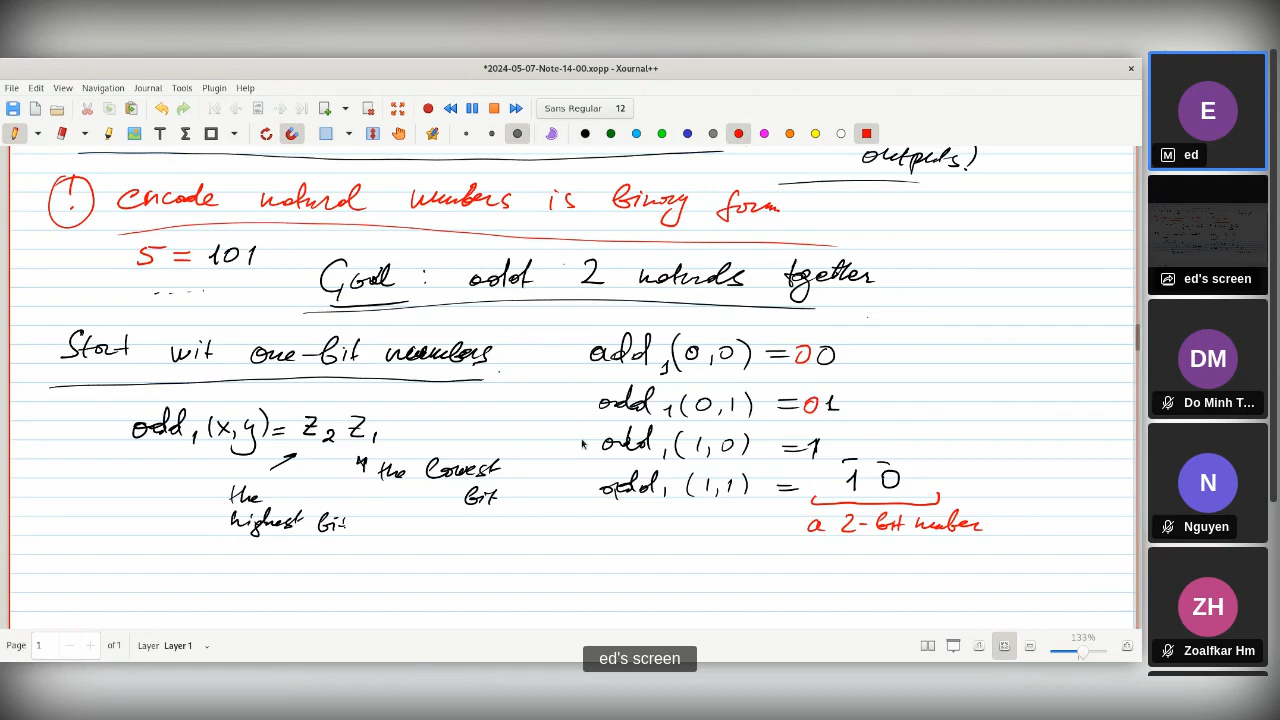 *2024-05-07-Note-14-00.xopp - Xournal++
File Edit View Navigation Journal Tools Plugin Help
Sans Regular 12
outputs!
! encode natural numbers is binary form
5 = 101
Goal : add 2 naturals together
Start wit one-bit numbers
add1(0,0) = 00
add1(0,1) = 01
add1(1,0) = 1
add1(1,1) = 10
a 2-bit number
add1(x,y) = Z2 Z1
the lowest bit
the highest bit
Page 1 of 1 Layer Layer 1
133%
ed's screen
E
ed
ed's screen
DM
Do Minh T...
N
Nguyen
ZH
Zoalfkar Hm